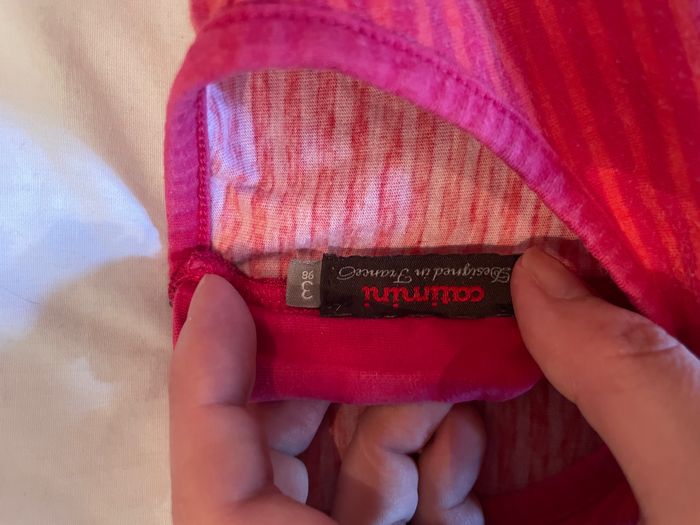 catimini
Designed in France
3
98